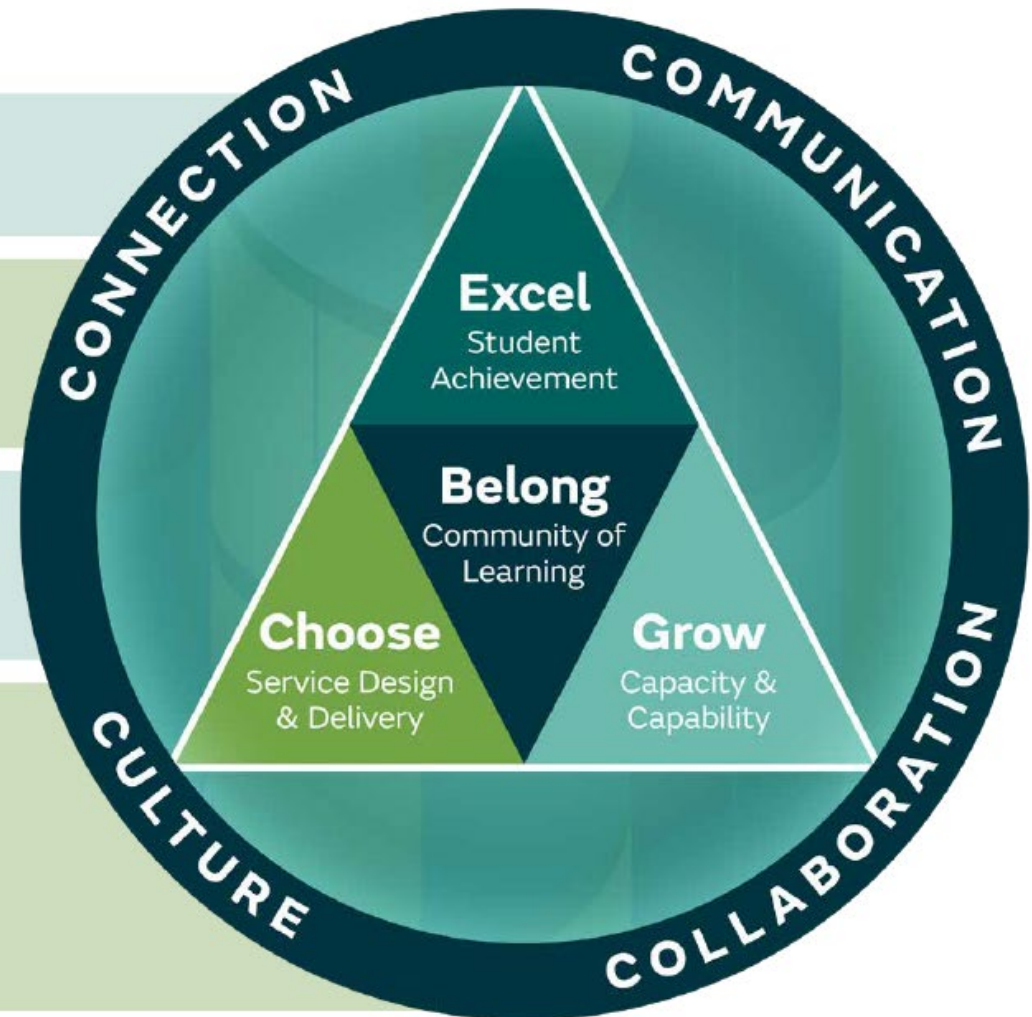 CONNECTION
COMMUNICATION
Excel
Student
Achievement
Belong
Community of
Learning
Choose
Service Design
& Delivery
Grow
Capacity &
Capability
CULTURE
COLLABORATION